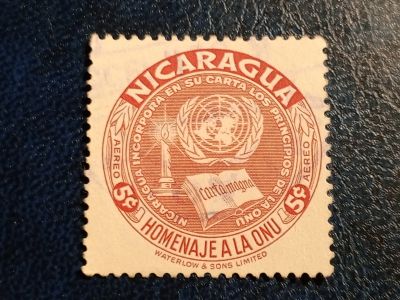 NICARAGUA
NICARAGUA INCORPORA EN SU CARTA LOS PRINCIPIOS DE LA ONU
AEREO
AEREO
5¢
5¢
Carta magna
HOMENAJE A LA ONU
WATERLOW & SONS LIMITED